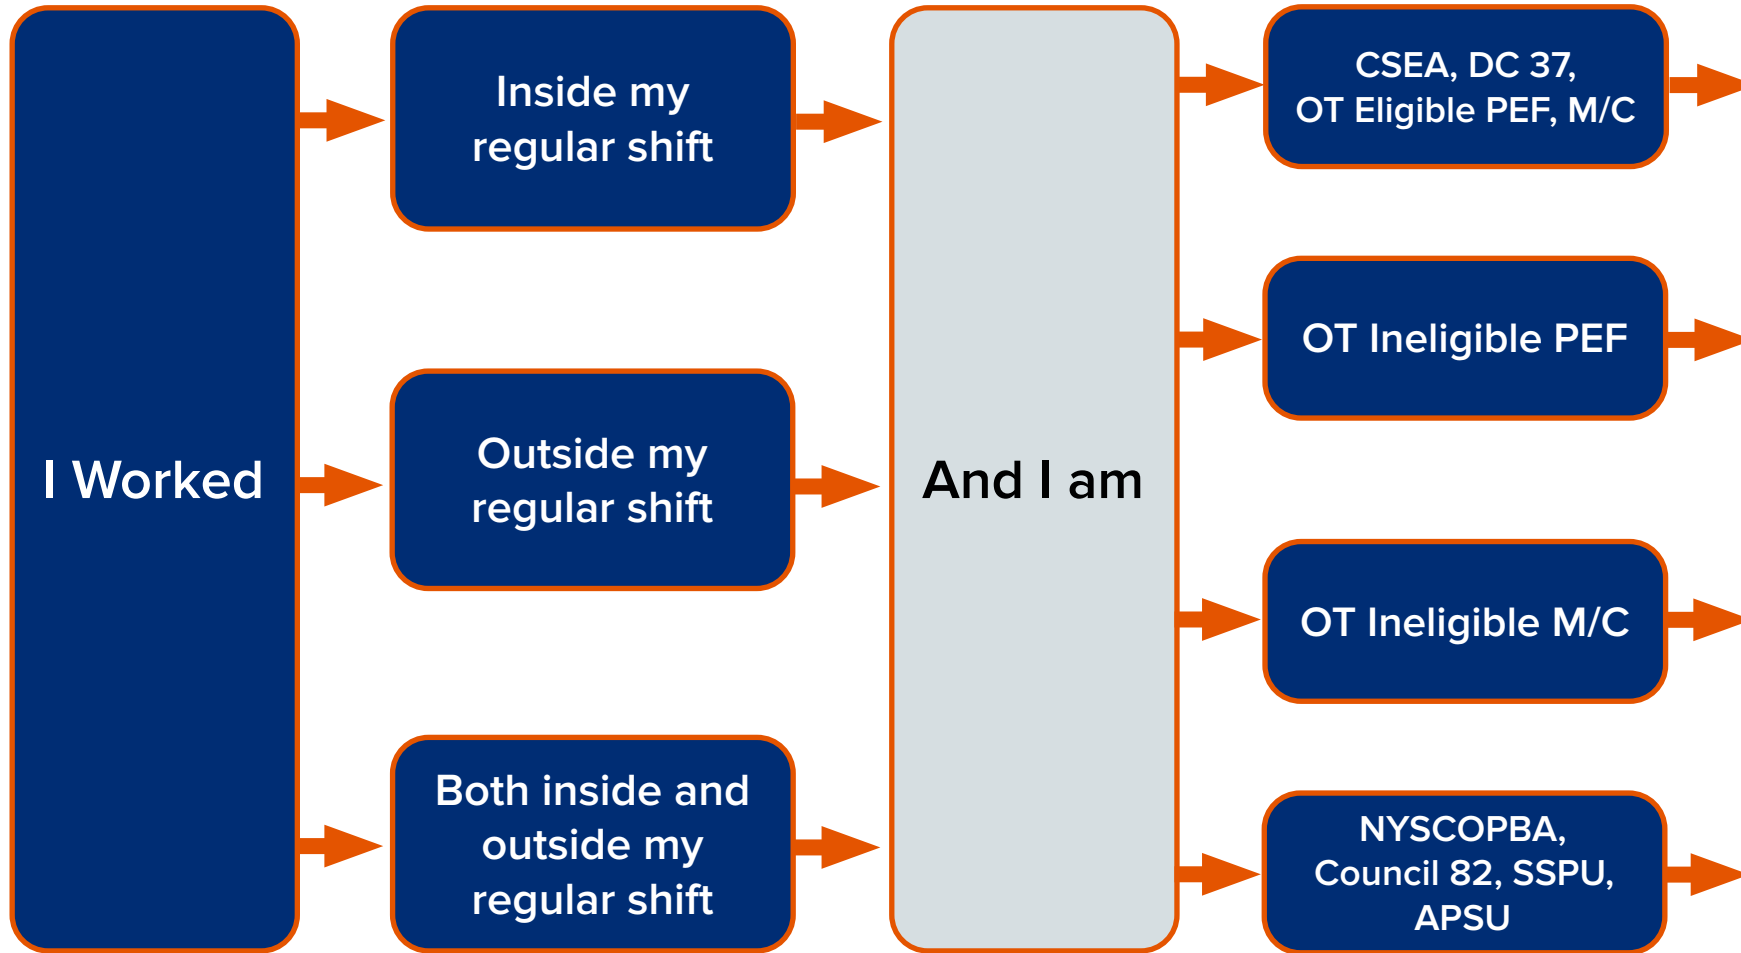 I Worked
Inside my
regular shift
Outside my
regular shift
Both inside and
outside my
regular shift
And I am
CSEA, DC 37,
OT Eligible PEF, M/C
OT Ineligible PEF
OT Ineligible M/C
NYSCOPBA,
Council 82, SSPU,
APSU